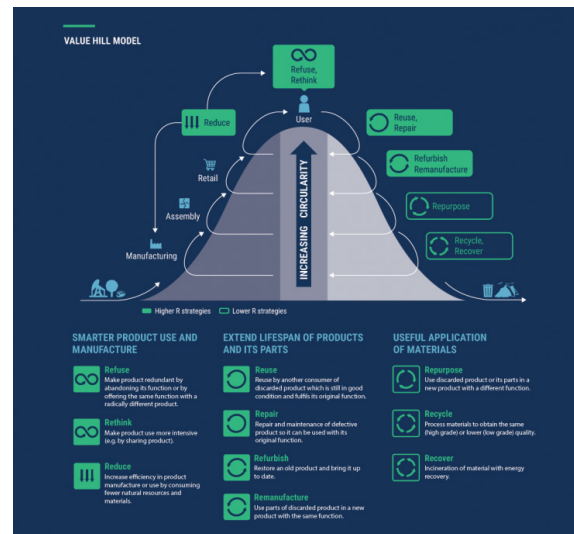 VALUE HILL MODEL
Refuse,
Rethink
User
Reduce
Reuse,
Repair
Refurbish
Remanufacture
Retail
Assembly
Repurpose
Manufacturing
Recycle,
Recover
INCREASING CIRCULARITY
Higher R strategies
Lower R strategies
SMARTER PRODUCT USE AND
MANUFACTURE
Refuse
Make product redundant by
abandoning its function or by
offering the same function with a
radically different product.
Rethink
Make product use more intensive
(e.g. by sharing product).
Reduce
Increase efficiency in product
manufacture or use by consuming
fewer natural resources and
materials.
EXTEND LIFESPAN OF PRODUCTS
AND ITS PARTS
Reuse
Reuse by another consumer of
discarded product which is still in good
condition and fulfils its original function.
Repair
Repair and maintenance of defective
product so it can be used with its
original function.
Refurbish
Restore an old product and bring it up
to date.
Remanufacture
Use parts of discarded product in a new
product with the same function.
USEFUL APPLICATION
OF MATERIALS
Repurpose
Use discarded product or its parts in a
new product with a different function.
Recycle
Process materials to obtain the same
(high grade) or lower (low grade) quality.
Recover
Incineration of material with energy
recovery.